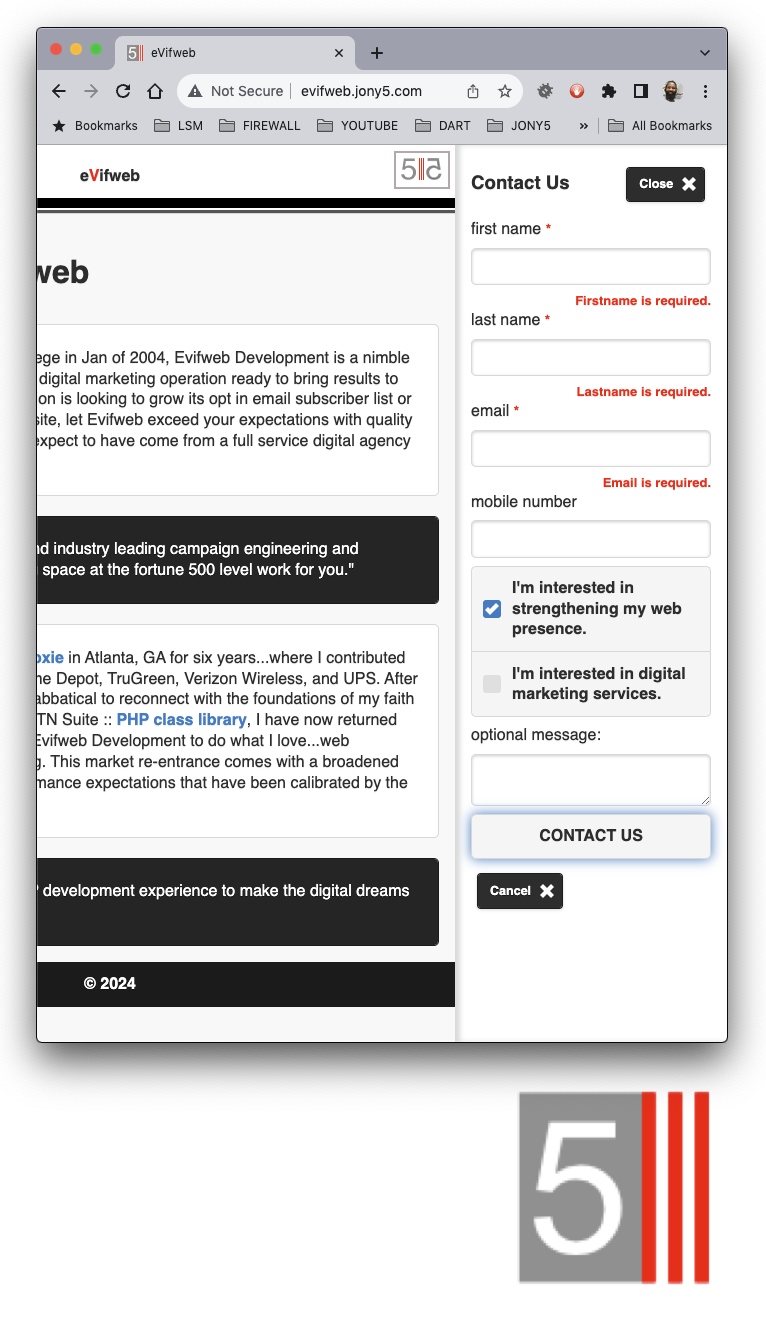 5 eVifweb
Not Secure evifweb.jony5.com
Bookmarks LSM FIREWALL YOUTUBE DART JONY5 » All Bookmarks
eVifweb
5
Contact Us
Close
first name *
Firstname is required.
last name *
Lastname is required.
email *
Email is required.
mobile number
I'm interested in
strengthening my web
presence.
I'm interested in digital
marketing services.
optional message:
CONTACT US
Cancel
web
ege in Jan of 2004, Evifweb Development is a nimble
digital marketing operation ready to bring results to
on is looking to grow its opt in email subscriber list or
site, let Evifweb exceed your expectations with quality
expect to have come from a full service digital agency
nd industry leading campaign engineering and
space at the fortune 500 level work for you."
oxie in Atlanta, GA for six years...where I contributed
ne Depot, TruGreen, Verizon Wireless, and UPS. After
abbatical to reconnect with the foundations of my faith
TN Suite :: PHP class library, I have now returned
Evifweb Development to do what I love...web
g. This market re-entrance comes with a broadened
mance expectations that have been calibrated by the
development experience to make the digital dreams
© 2024
5